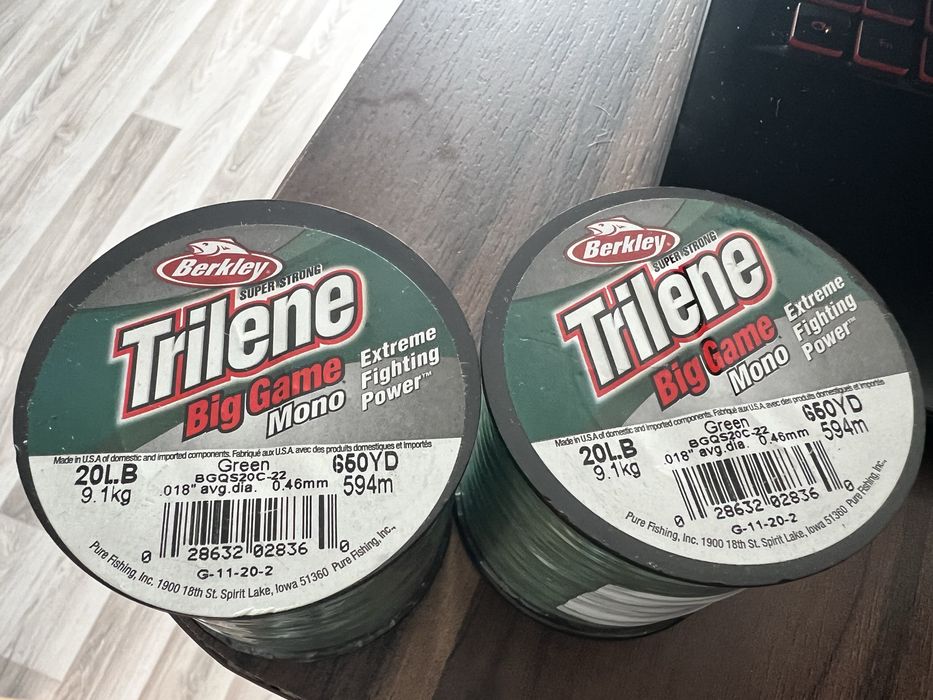 Berkley
SUPER STRONG
Trilene
Big Game
Mono
Extreme
Fighting
Power™
Made in U.S.A of domestic and imported components. Fabriqué aux U.S.A. avec des produits domestiques et importés
20LB
9.1kg
Green
BGQS20C-22
.018" avg.dia. 0.46mm
650YD
594m
0 28632 02836 0
G-11-20-2
Pure Fishing, Inc. 1900 18th St. Spirit Lake, Iowa 51360 Pure Fishing, Inc.,
Berkley
SUPER STRONG
Trilene
Big Game
Mono
Extreme
Fighting
Power™
Made in U.S.A of domestic and imported components. Fabriqué aux U.S.A. avec des produits domestiques et importés
20LB
9.1kg
Green
BGQS20C-22
.018" avg.dia. 0.46mm
650YD
594m
0 28632 02836 0
G-11-20-2
Pure Fishing, Inc. 1900 18th St. Spirit Lake, Iowa 51360 Pure Fishing, Inc.,